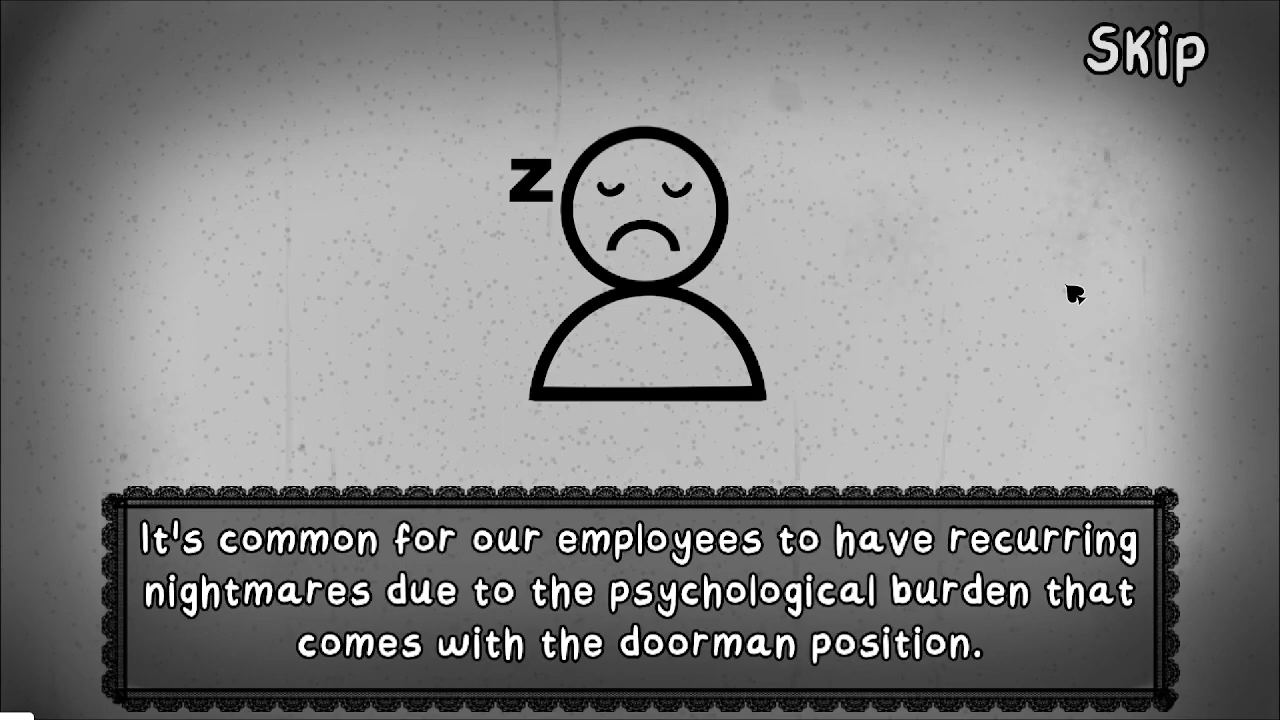 Skip
z
It's common for our employees to have recurring
nightmares due to the psychological burden that
comes with the doorman position.